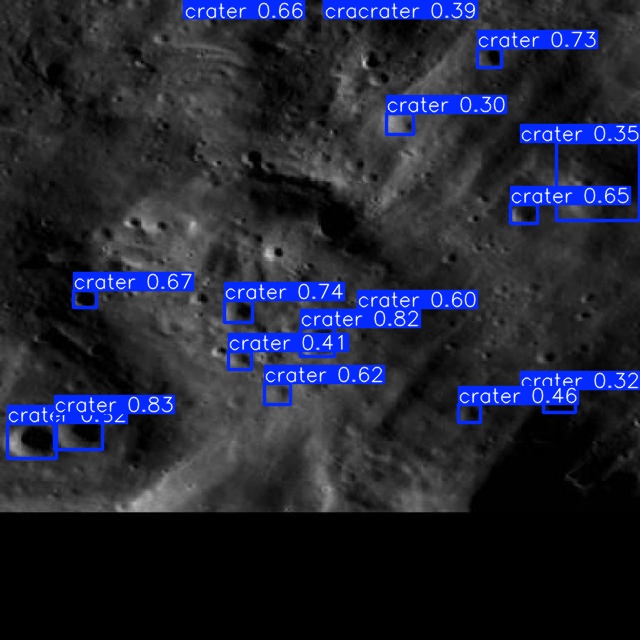 crater 0.66
cracrater 0.39
crater 0.73
crater 0.30
crater 0.35
crater 0.65
crater 0.67
crater 0.74
crater 0.60
crater 0.82
crater 0.41
crater 0.62
crater 0.32
crater 0.46
crater 0.83